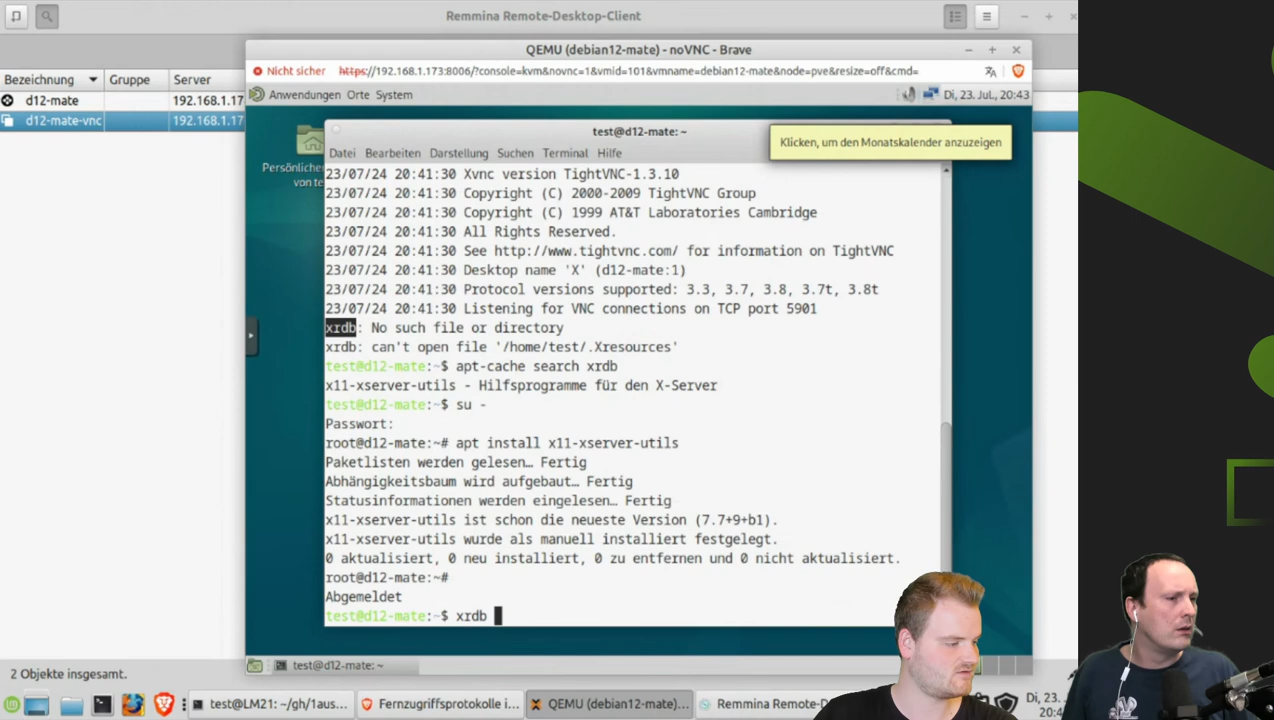 Remmina Remote-Desktop-Client
QEMU (debian12-mate) - noVNC - Brave
Nicht sicher https://192.168.1.173:8006/?console=kvm&novnc=1&vmid=101&vmname=debian12-mate&node=pve&resize=off&cmd=
Bezeichnung Gruppe Server
d12-mate 192.168.1.17
d12-mate-vnc 192.168.1.17
Anwendungen Orte System Di, 23. Jul., 20:43
test@d12-mate: ~
Klicken, um den Monatskalender anzuzeigen
Datei Bearbeiten Darstellung Suchen Terminal Hilfe
Persönliche
von te
23/07/24 20:41:30 Xvnc version TightVNC-1.3.10
23/07/24 20:41:30 Copyright (C) 2000-2009 TightVNC Group
23/07/24 20:41:30 Copyright (C) 1999 AT&T Laboratories Cambridge
23/07/24 20:41:30 All Rights Reserved.
23/07/24 20:41:30 See http://www.tightvnc.com/ for information on TightVNC
23/07/24 20:41:30 Desktop name 'X' (d12-mate:1)
23/07/24 20:41:30 Protocol versions supported: 3.3, 3.7, 3.8, 3.7t, 3.8t
23/07/24 20:41:30 Listening for VNC connections on TCP port 5901
xrdb: No such file or directory
xrdb: can't open file '/home/test/.Xresources'
test@d12-mate:~$ apt-cache search xrdb
x11-xserver-utils - Hilfsprogramme für den X-Server
test@d12-mate:~$ su -
Passwort:
root@d12-mate:~# apt install x11-xserver-utils
Paketlisten werden gelesen… Fertig
Abhängigkeitsbaum wird aufgebaut… Fertig
Statusinformationen werden eingelesen… Fertig
x11-xserver-utils ist schon die neueste Version (7.7+9+b1).
x11-xserver-utils wurde als manuell installiert festgelegt.
0 aktualisiert, 0 neu installiert, 0 zu entfernen und 0 nicht aktualisiert.
root@d12-mate:~#
Abgemeldet
test@d12-mate:~$ xrdb
test@d12-mate: ~
2 Objekte insgesamt.
test@LM21: ~/gh/1aus... Fernzugriffsprotokolle i... QEMU (debian12-mate)... Remmina Remote-D Di, 23.